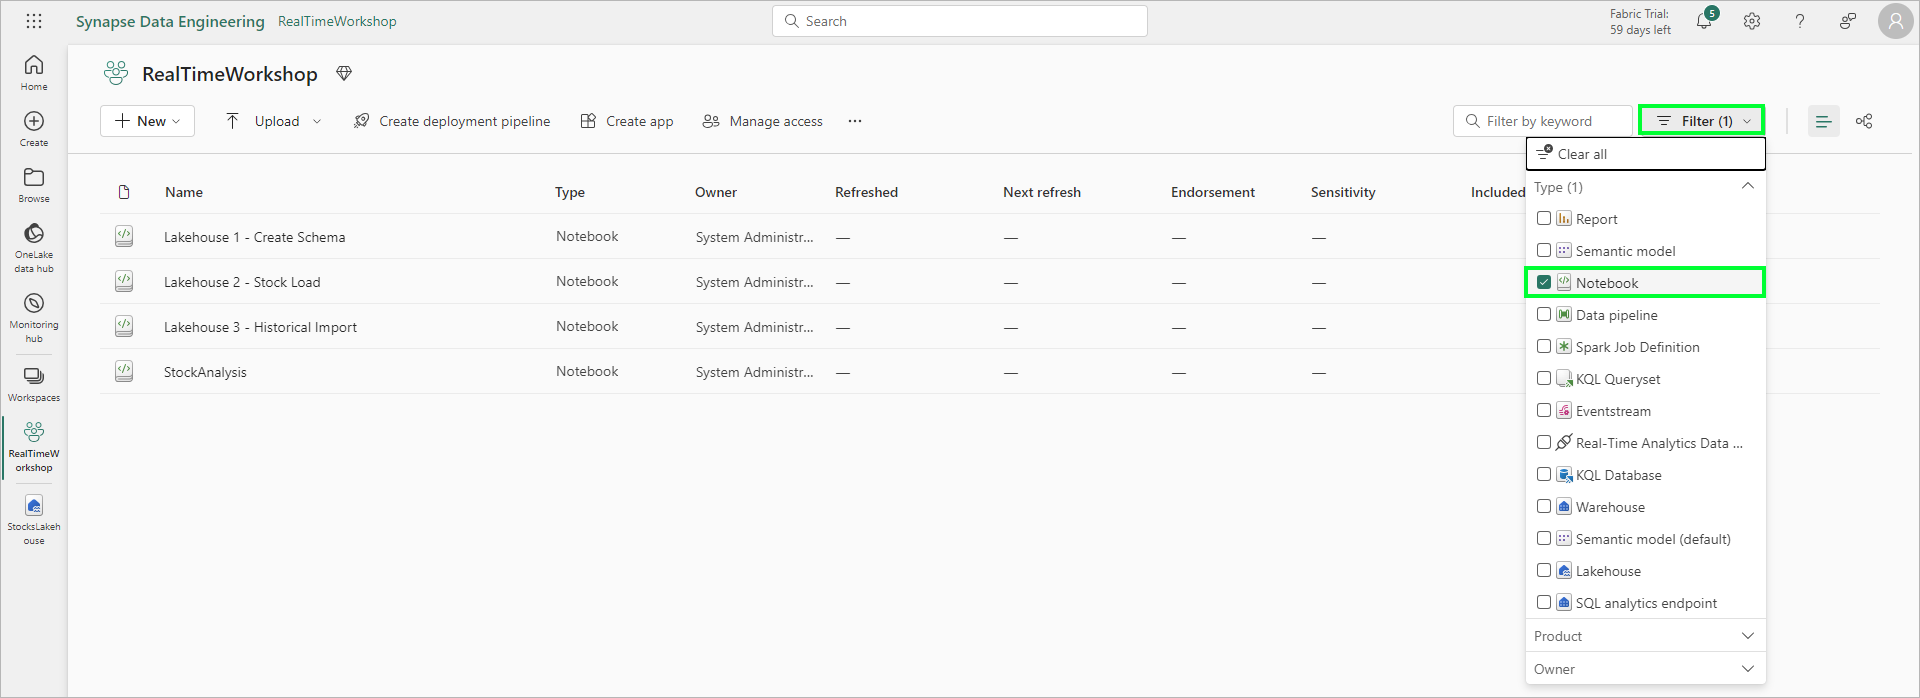 Synapse Data Engineering RealTimeWorkshop
Search
Fabric Trial:
59 days left
5
Home
Create
Browse
OneLake
data hub
Monitoring
hub
Workspaces
RealTimeW
orkshop
StocksLakeh
ouse
RealTimeWorkshop
New
Upload
Create deployment pipeline
Create app
Manage access
...
Filter by keyword
Filter (1)
Name Type Owner Refreshed Next refresh Endorsement Sensitivity Included
Lakehouse 1 - Create Schema Notebook System Administr... — — — —
Lakehouse 2 - Stock Load Notebook System Administr... — — — —
Lakehouse 3 - Historical Import Notebook System Administr... — — — —
StockAnalysis Notebook System Administr... — — — —
Clear all
Type (1)
Report
Semantic model
Notebook
Data pipeline
Spark Job Definition
KQL Queryset
Eventstream
Real-Time Analytics Data ...
KQL Database
Warehouse
Semantic model (default)
Lakehouse
SQL analytics endpoint
Product
Owner